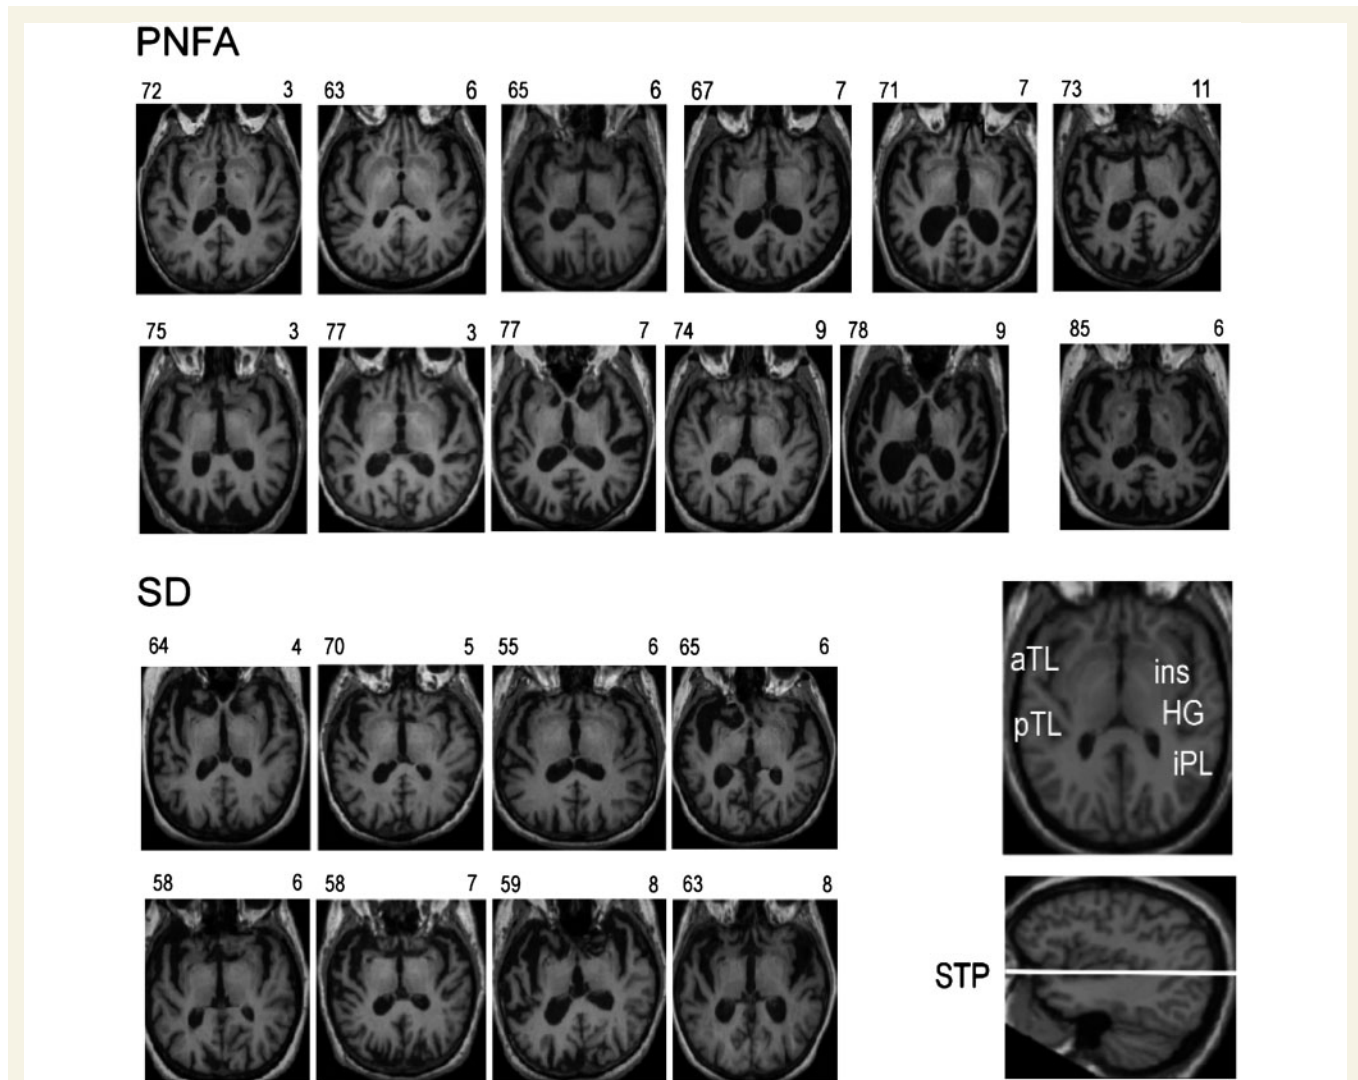 PNFA
72 3 63 6 65 6 67 7 71 7 73 11
75 3 77 3 77 7 74 9 78 9 85 6
SD
64 4 70 5 55 6 65 6
aTL ins
HG
pTL
iPL
58 6 58 7 59 8 63 8
STP